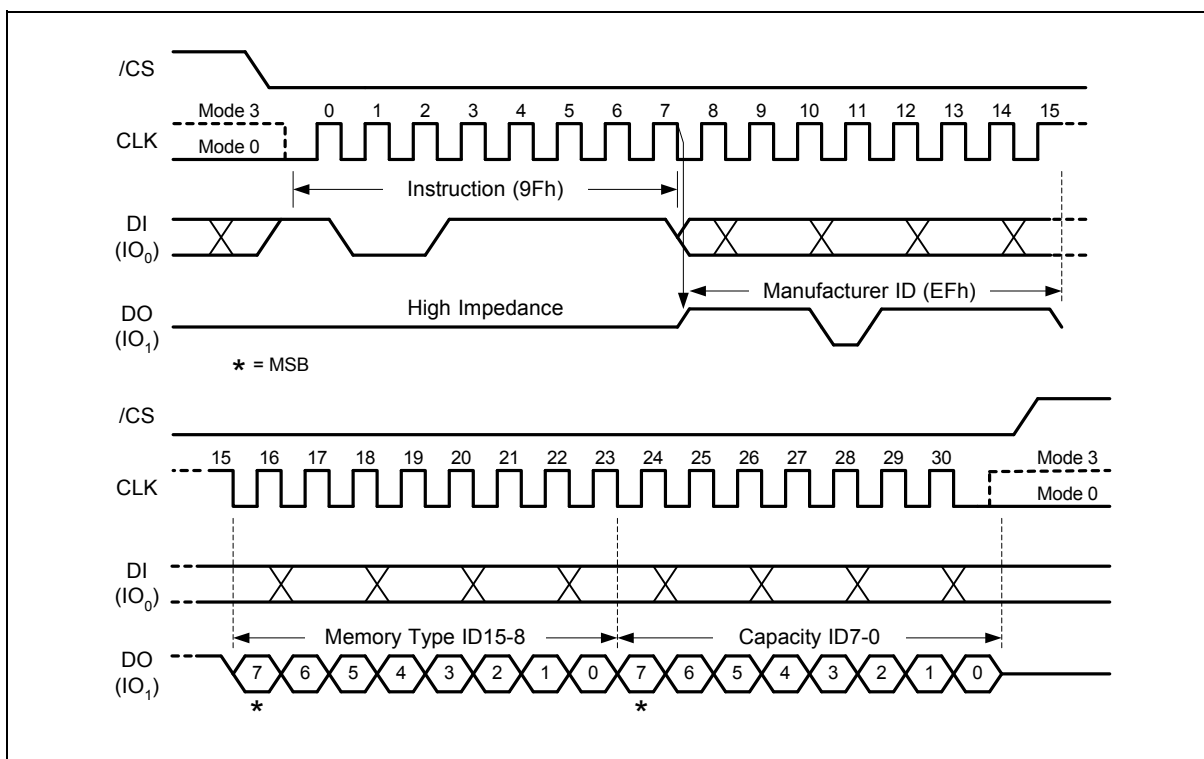 /CS
Mode 3 0 1 2 3 4 5 6 7 8 9 10 11 12 13 14 15
CLK
Mode 0
Instruction (9Fh)
DI
(IO0)
Manufacturer ID (EFh)
High Impedance
DO
(IO1)
* = MSB
/CS
15 16 17 18 19 20 21 22 23 24 25 26 27 28 29 30 Mode 3
CLK
Mode 0
DI
(IO0)
Memory Type ID15-8 Capacity ID7-0
DO
(IO1)
7 6 5 4 3 2 1 0 7 6 5 4 3 2 1 0
* *